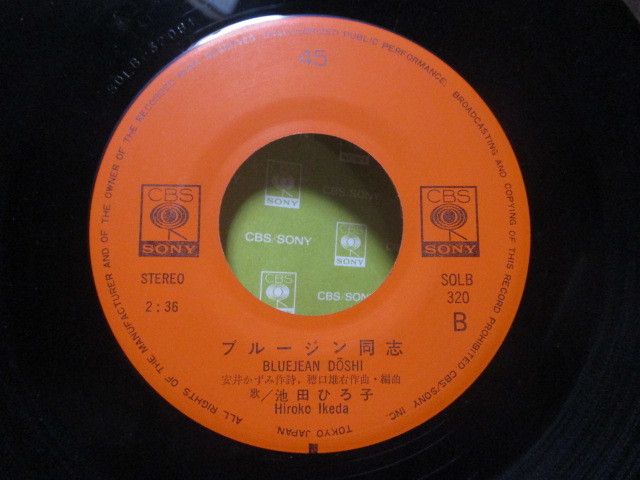 SOLB 320B1
45
ALL RIGHTS OF THE MANUFACTURER AND OF THE OWNER OF THE RECORDED WORK RESERVED. UNAUTHORIZED PUBLIC PERFORMANCE, BROADCASTING AND COPYING OF THIS RECORD PROHIBITED CBS/SONY INC. TOKYO JAPAN.
CBS
SONY
CBS
SONY
CBS/SONY
CBS/SONY
STEREO
2:36
SOLB
320
B
ブルージン同志
BLUEJEAN DŌSHI
安井かずみ作詩、穂口雄右作曲・編曲
歌/池田ひろ子
Hiroko Ikeda